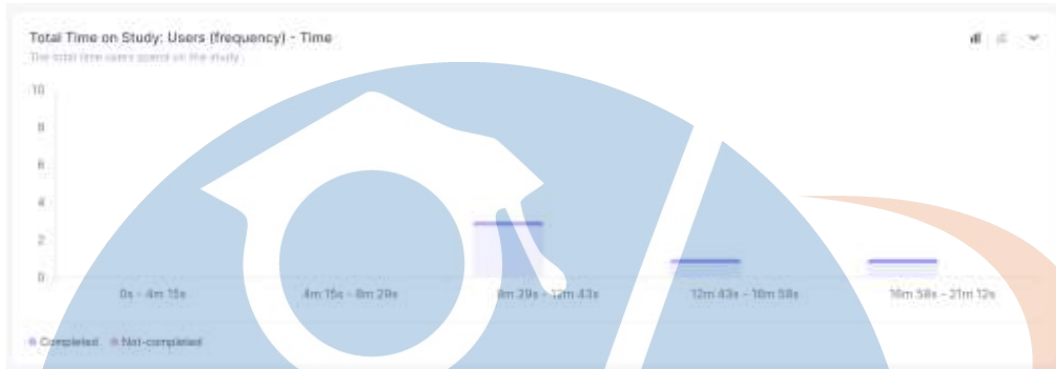 Total Time on Study: Users (frequency) - Time
The total time users spend on the study
10
8
6
4
2
0
0s - 4m 15s
4m 15s - 8m 29s
8m 29s - 12m 43s
12m 43s - 16m 58s
16m 58s - 21m 12s
Completed
Not-completed